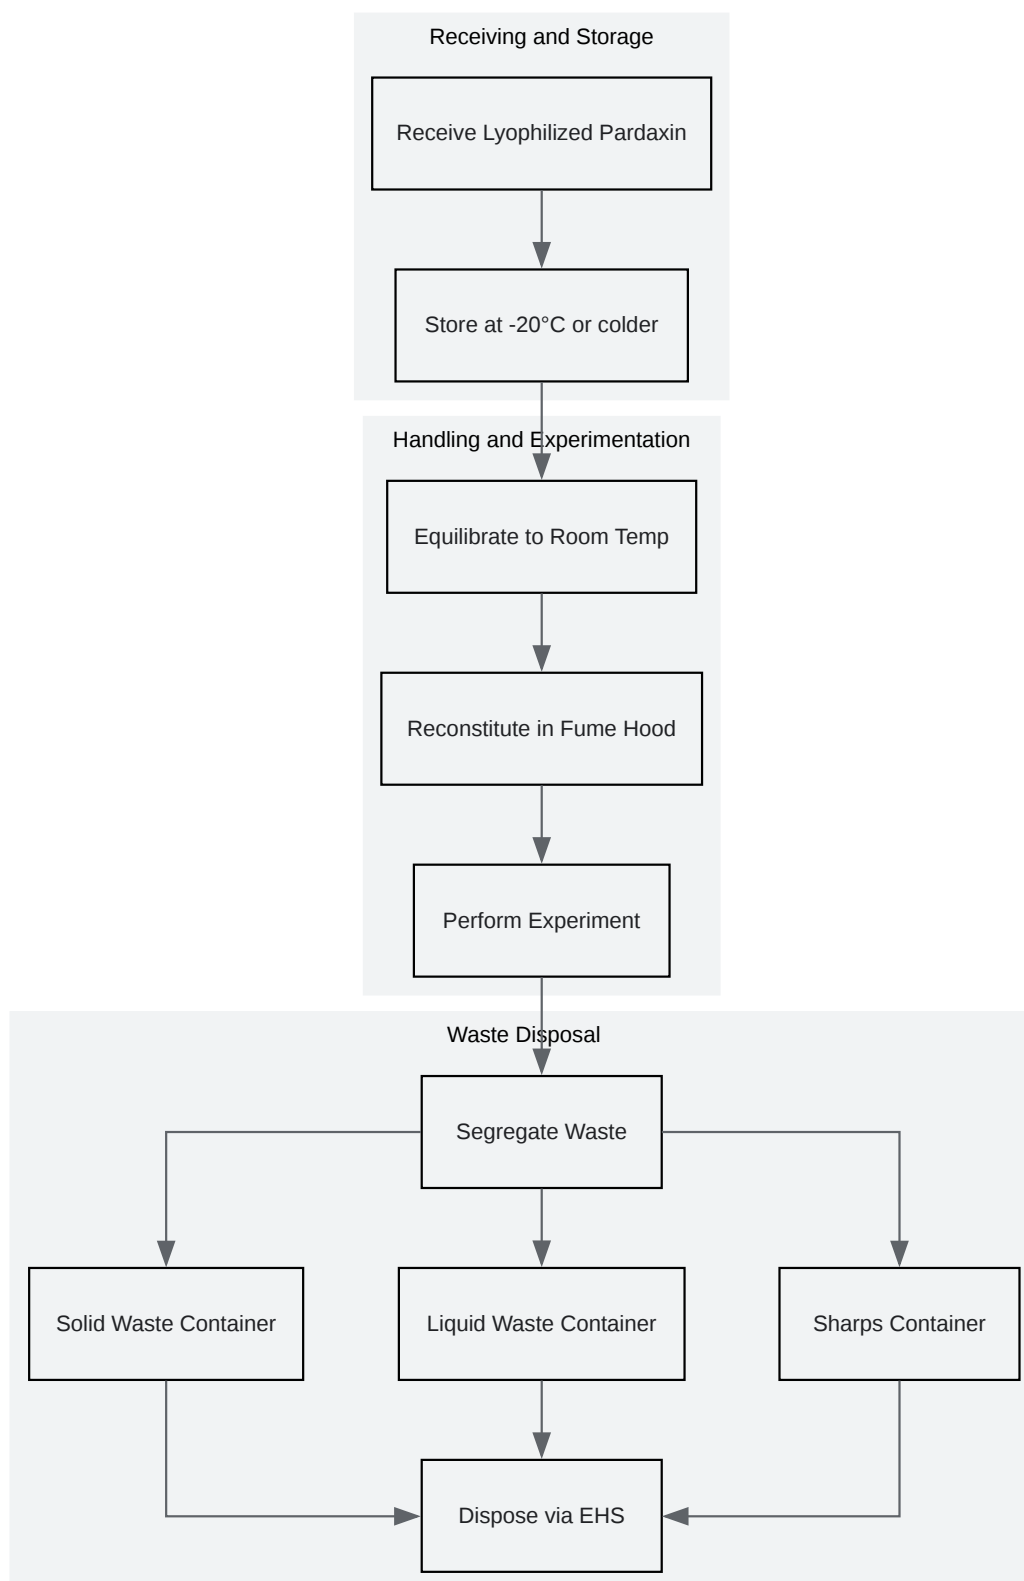 Receiving and Storage
Receive Lyophilized Pardaxin
Store at -20°C or colder
Handling and Experimentation
Equilibrate to Room Temp
Reconstitute in Fume Hood
Perform Experiment
Waste Disposal
Segregate Waste
Solid Waste Container
Liquid Waste Container
Sharps Container
Dispose via EHS